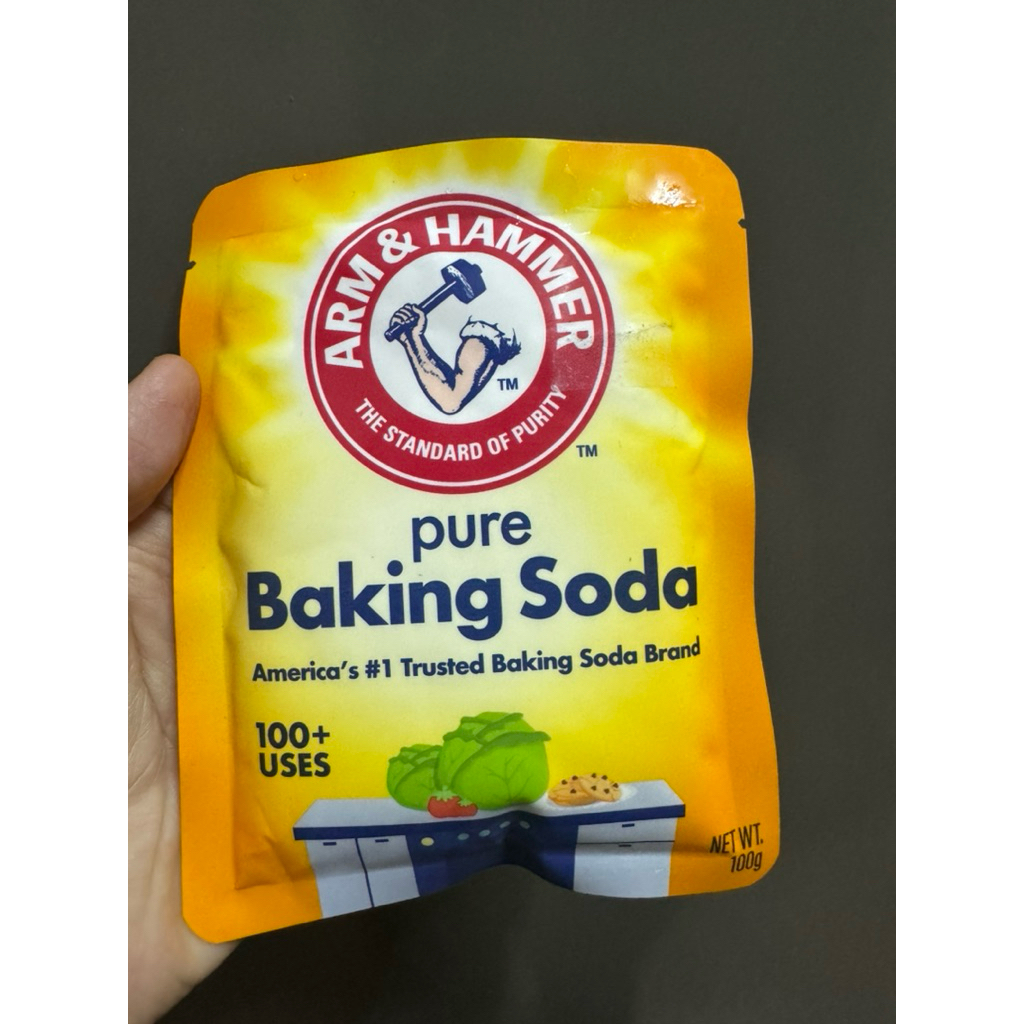 ARM & HAMMER
TM
THE STANDARD OF PURITY
TM
pure
Baking Soda
America's #1 Trusted Baking Soda Brand
100+
USES
NET WT.
100g